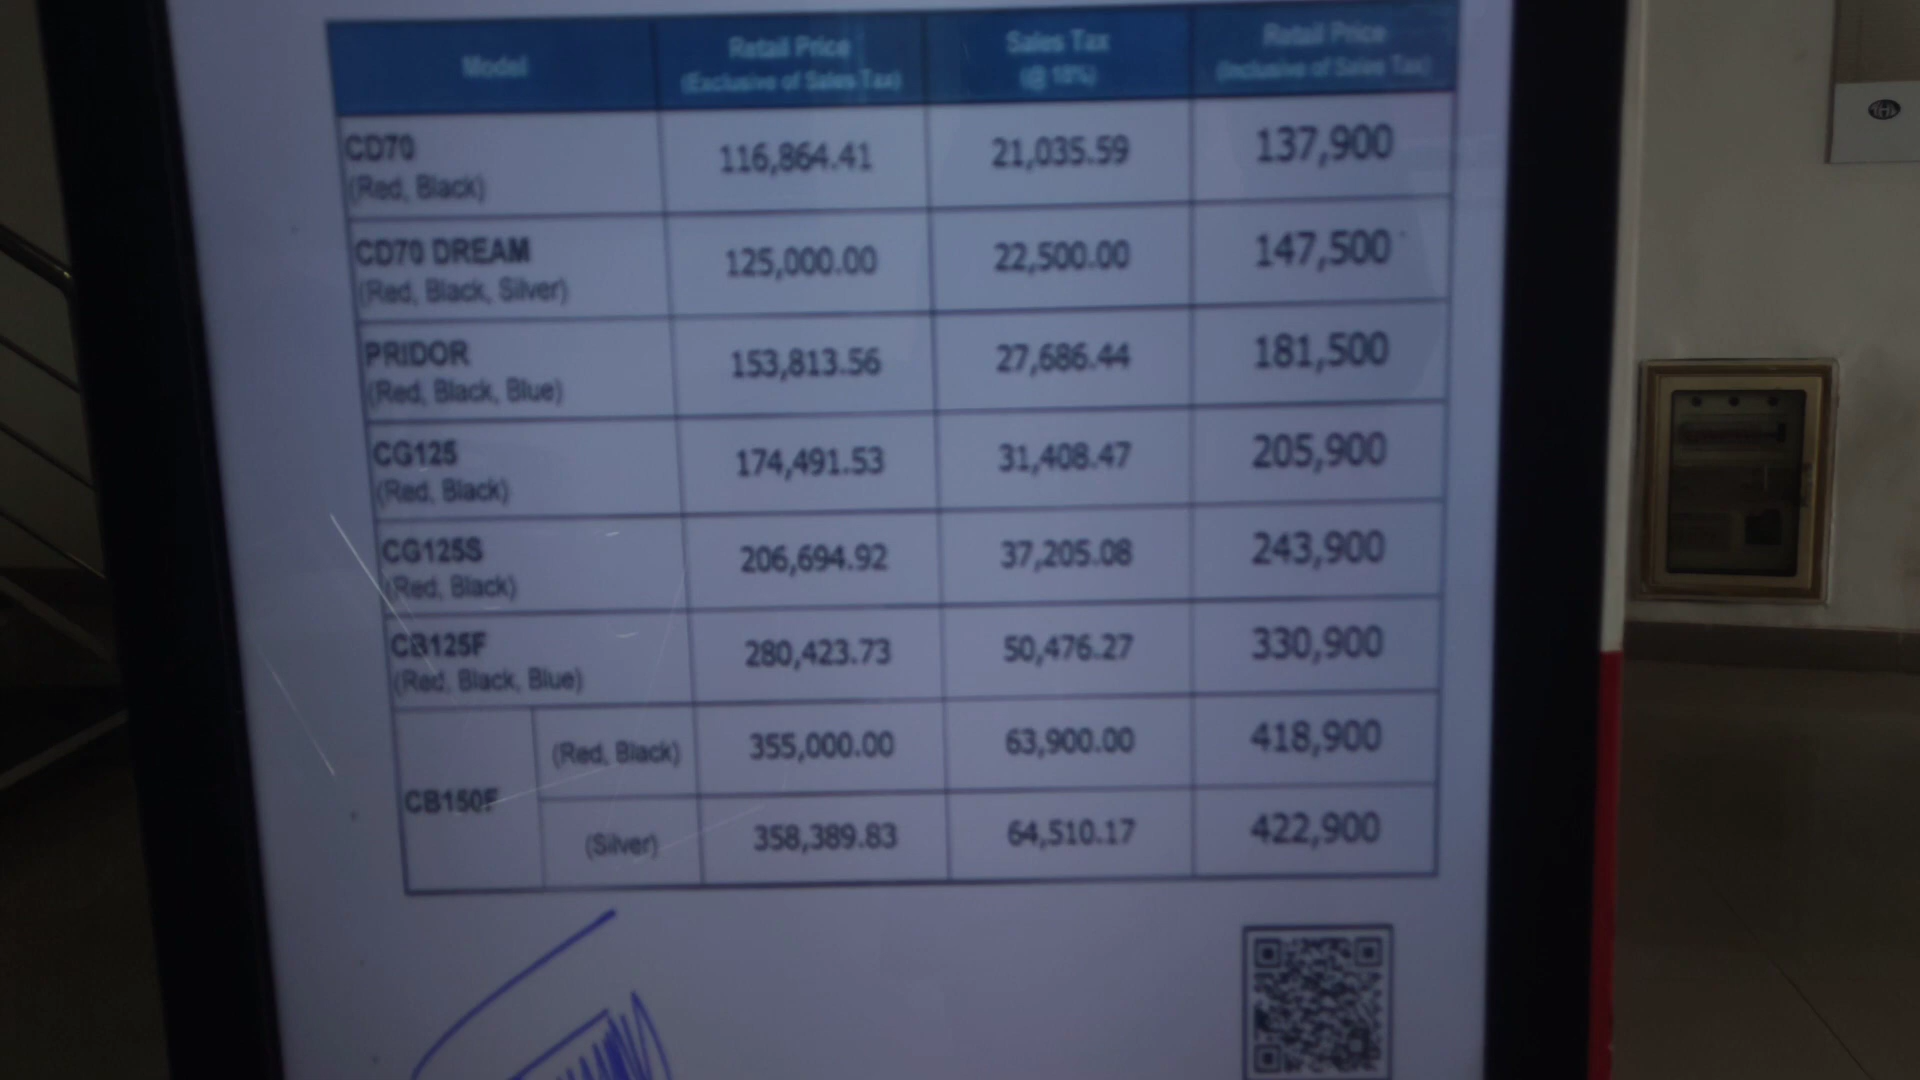 Model
Retail Price
(Exclusive of Sales Tax)
Sales Tax
(@ 18%)
Retail Price
(Inclusive of Sales Tax)
CD70
(Red, Black)
116,864.41
21,035.59
137,900
CD70 DREAM
(Red, Black, Silver)
125,000.00
22,500.00
147,500
PRIDOR
(Red, Black, Blue)
153,813.56
27,686.44
181,500
CG125
(Red, Black)
174,491.53
31,408.47
205,900
CG125S
(Red, Black)
206,694.92
37,205.08
243,900
CB125F
(Red, Black, Blue)
280,423.73
50,476.27
330,900
CB150F
(Red, Black)
355,000.00
63,900.00
418,900
(Silver)
358,389.83
64,510.17
422,900